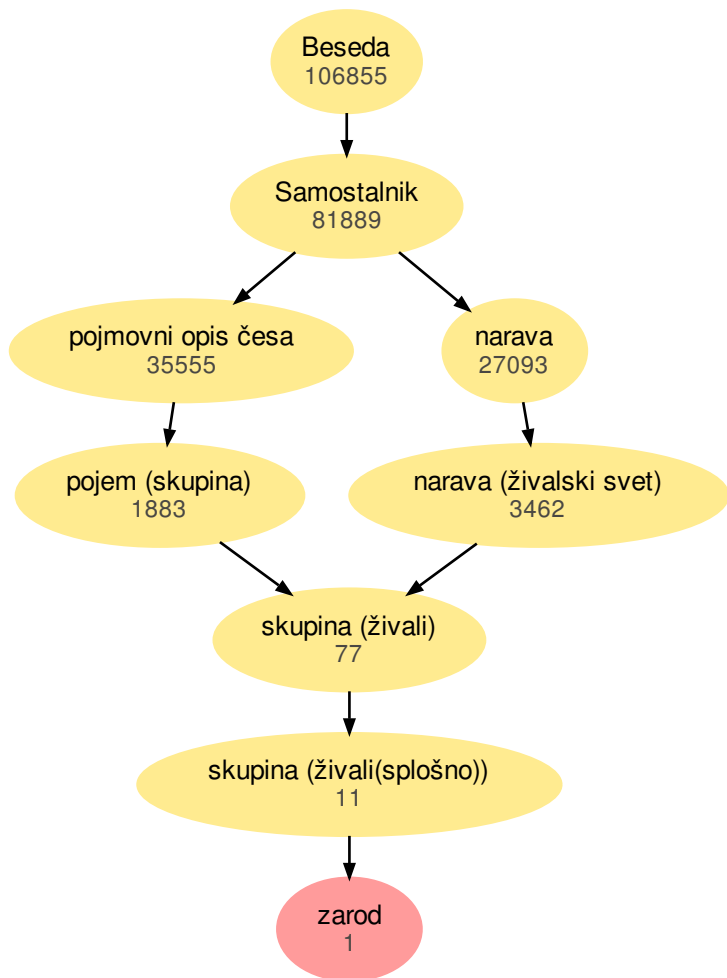 Beseda
106855
Samostalnik
81889
pojmovni opis česa
35555
narava
27093
pojem (skupina)
1883
narava (živalski svet)
3462
skupina (živali)
77
skupina (živali(splošno))
11
zarod
1